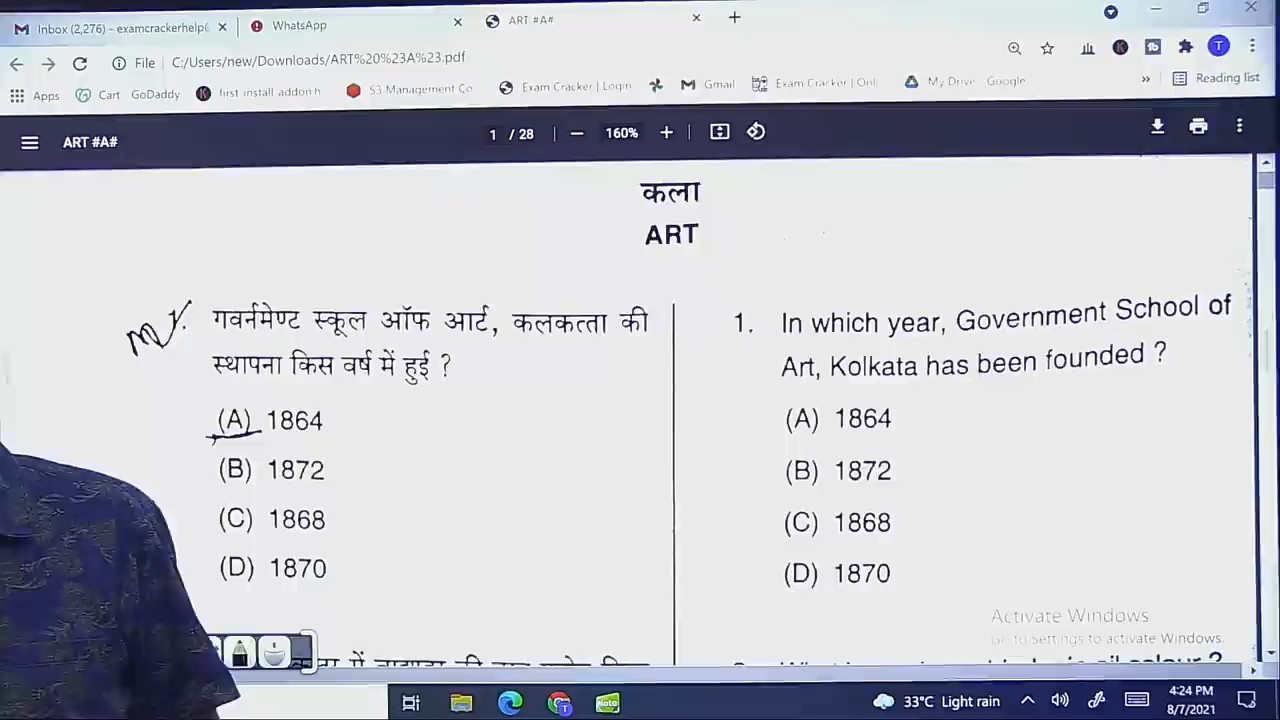 Inbox (2,276) - examcrackerhelp
WhatsApp
ART #A#
File | C:/Users/new/Downloads/ART%20%23A%23.pdf
Apps
Cart
GoDaddy
first install addon h
S3 Management Co
Exam Cracker | Login
Gmail
Exam Cracker | Onl
My Drive
Google
Reading list
ART #A#
1 / 28
160%
कला
ART
1. गवर्नमेण्ट स्कूल ऑफ आर्ट, कलकत्ता की
स्थापना किस वर्ष में हुई ?
(A) 1864
(B) 1872
(C) 1868
(D) 1870
1. In which year, Government School of
Art, Kolkata has been founded ?
(A) 1864
(B) 1872
(C) 1868
(D) 1870
Activate Windows
Go to Settings to activate Windows.
33°C Light rain
4:24 PM
8/7/2021